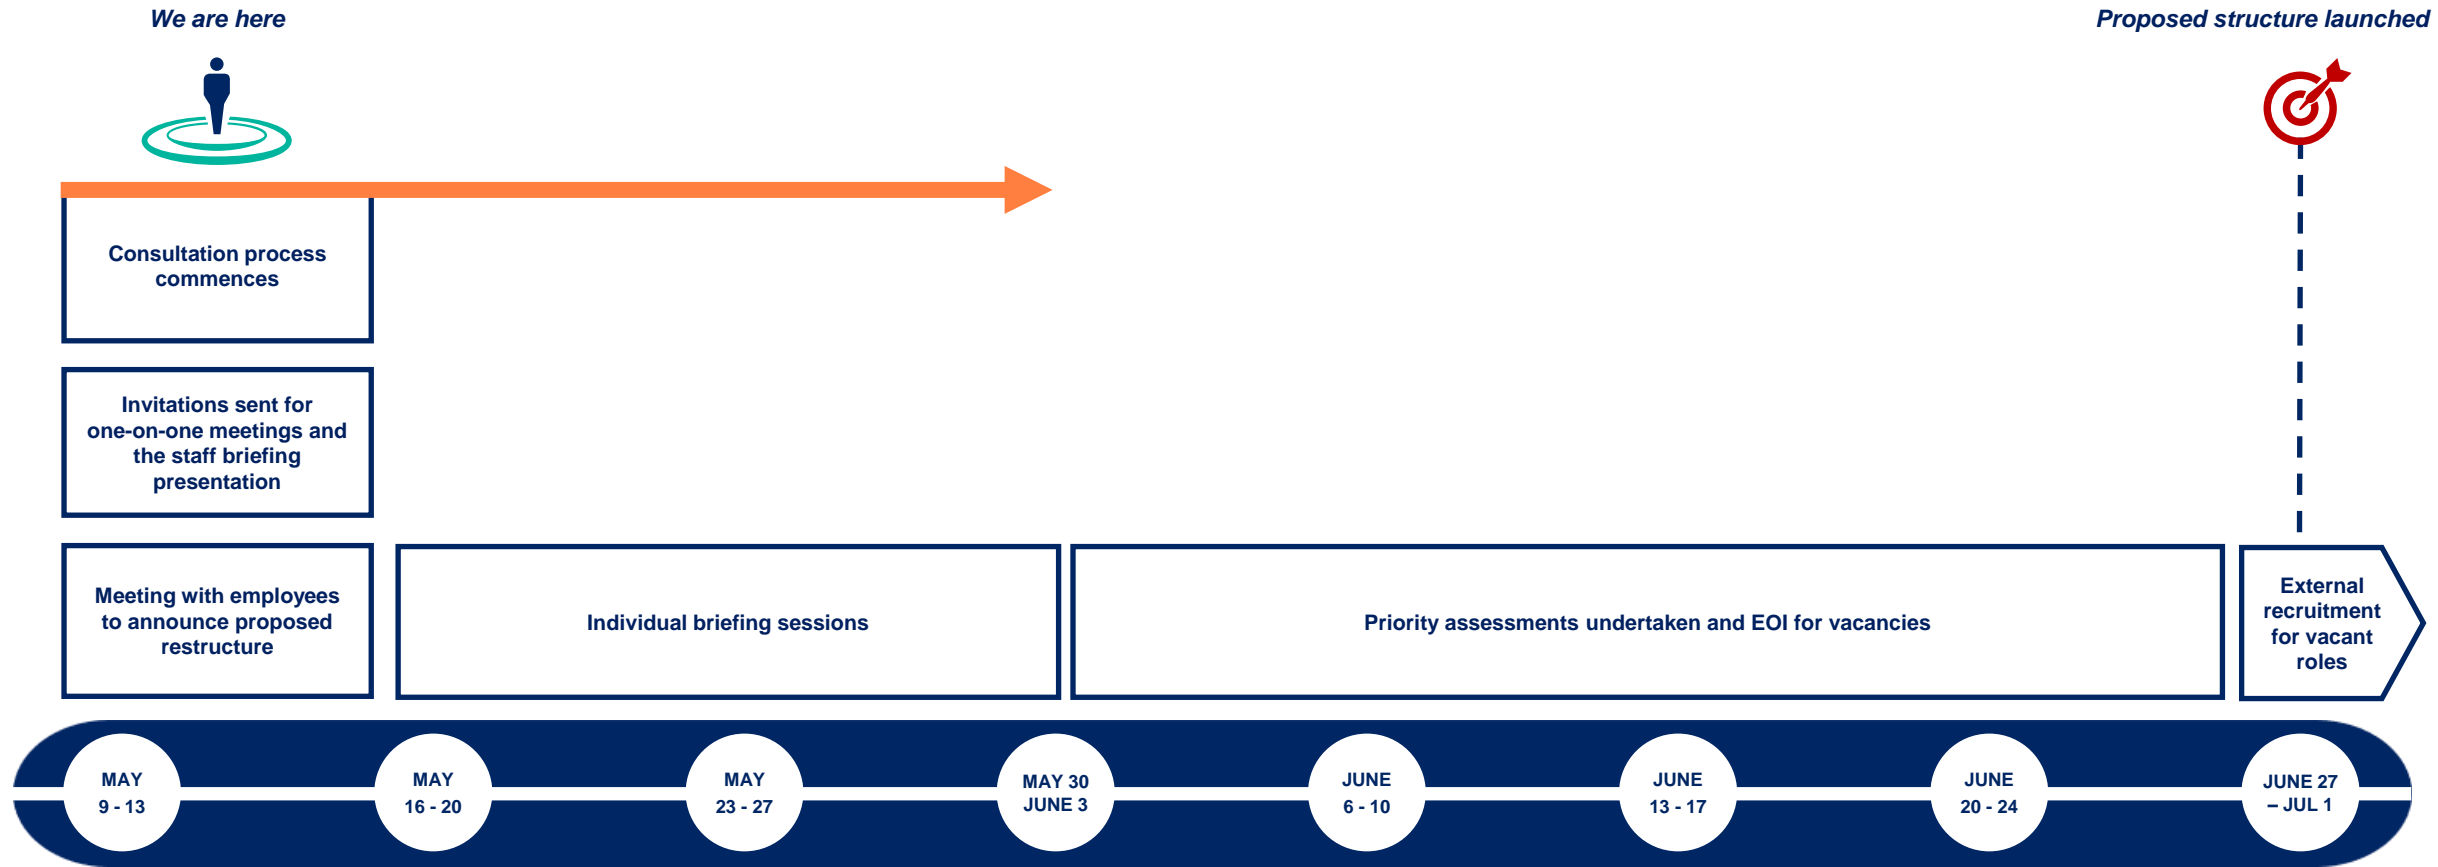 We are here
Proposed structure launched
Consultation process
commences
Invitations sent for
one-on-one meetings and
the staff briefing
presentation
Meeting with employees
to announce proposed
restructure
Individual briefing sessions
Priority assessments undertaken and EOI for vacancies
External
recruitment
for vacant
roles
MAY
9 - 13
MAY
16 - 20
MAY
23 - 27
MAY 30
JUNE 3
JUNE
6 - 10
JUNE
13 - 17
JUNE
20 - 24
JUNE 27
– JUL 1